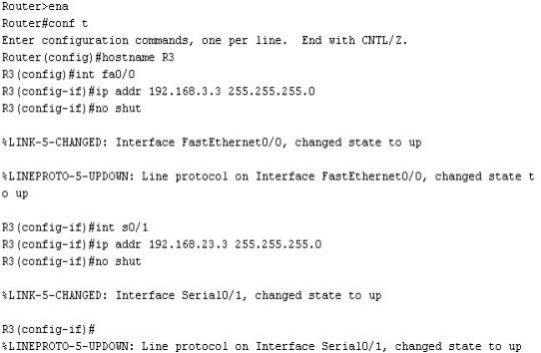 Router>ena
Router#conf t
Enter configuration commands, one per line.  End with CNTL/Z.
Router(config)#hostname R3
R3(config)#int fa0/0
R3(config-if)#ip addr 192.168.3.3 255.255.255.0
R3(config-if)#no shut
%LINK-5-CHANGED: Interface FastEthernet0/0, changed state to up
%LINEPROTO-5-UPDOWN: Line protocol on Interface FastEthernet0/0, changed state t
o up
R3(config-if)#int s0/1
R3(config-if)#ip addr 192.168.23.3 255.255.255.0
R3(config-if)#no shut
%LINK-5-CHANGED: Interface Serial0/1, changed state to up
R3(config-if)#
%LINEPROTO-5-UPDOWN: Line protocol on Interface Serial0/1, changed state to up